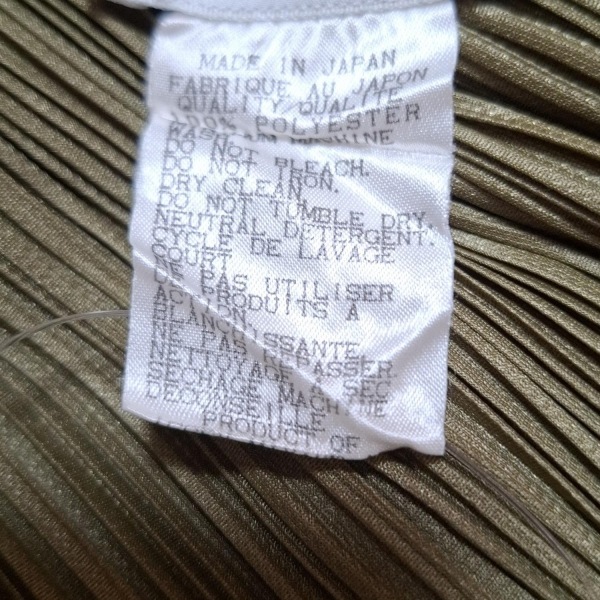 MADE IN JAPAN
FABRIQUE AU JAPON
QUALITY/QUALITE
100% POLYESTER
DO NOT
DO NOT BLEACH.
DO NOT IRON.
DRY CLEAN
DO NOT TUMBLE DRY.
NEUTRAL DETERGENT.
CYCLE DE LAVAGE
COURT
NE PAS UTILISER
PRODUITS A
BLANCHISSANTE.
NE PAS REPASSER.
NETTOYAGE A SEC
SECHAGE MACHINE
DECONSEILLE.
PRODUCT OF